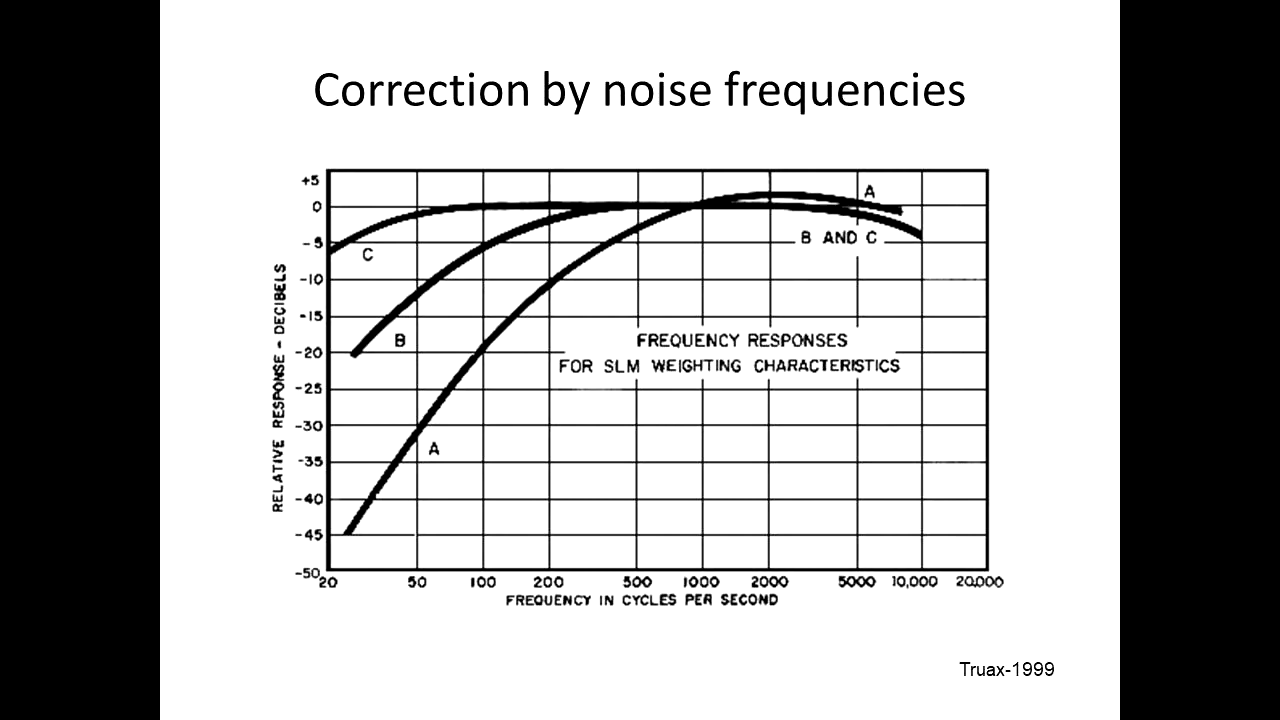 Correction by noise frequencies
+5
0
-5
-10
-15
-20
-25
-30
-35
-40
-45
-50
RELATIVE RESPONSE - DECIBELS
A
B AND C
C
B
A
FREQUENCY RESPONSES
FOR SLM WEIGHTING CHARACTERISTICS
20 50 100 200 500 1000 2000 5000 10,000 20,000
FREQUENCY IN CYCLES PER SECOND
Truax-1999